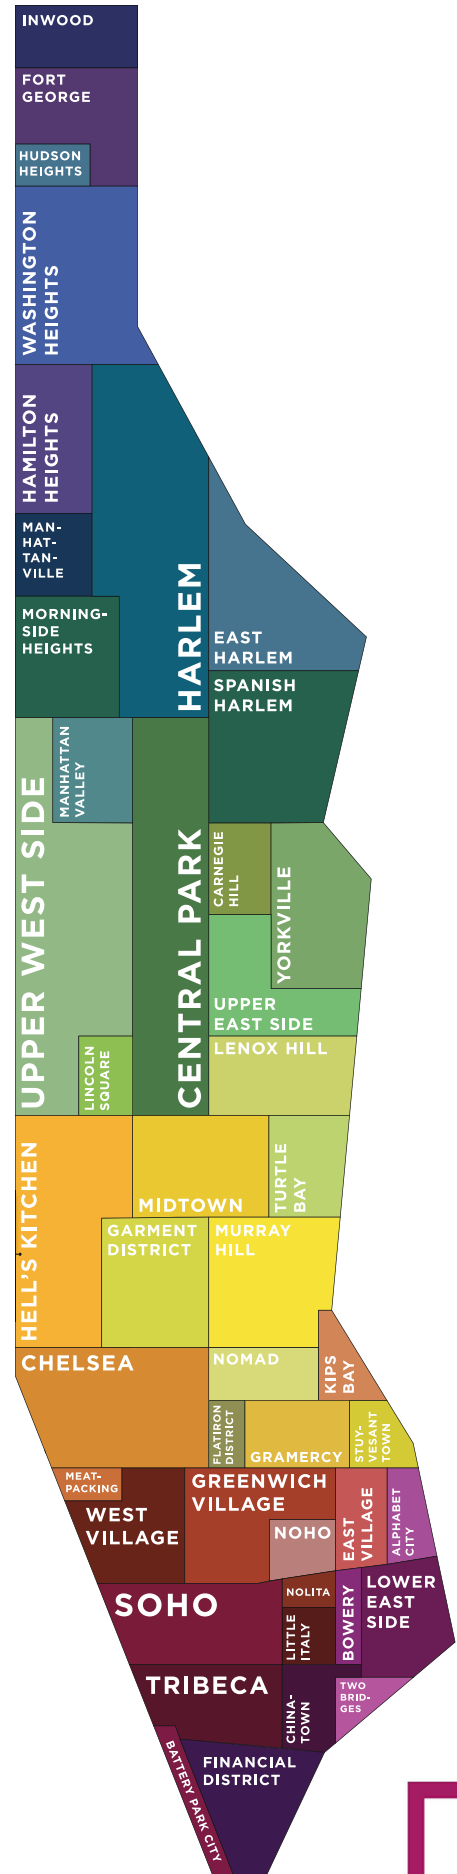 INWOOD
FORT
GEORGE
HUDSON
HEIGHTS
WASHINGTON
HEIGHTS
HAMILTON
HEIGHTS
MAN-
HAT-
TAN-
VILLE
MORNING-
SIDE
HEIGHTS
HARLEM
EAST
HARLEM
SPANISH
HARLEM
UPPER WEST SIDE
MANHATTAN
VALLEY
CENTRAL PARK
CARNEGIE
HILL
YORKVILLE
UPPER
EAST SIDE
LINCOLN
SQUARE
LENOX HILL
HELL'S KITCHEN
MIDTOWN
TURTLE
BAY
GARMENT
DISTRICT
MURRAY
HILL
CHELSEA
NOMAD
KIPS
BAY
FLATIRON
DISTRICT
GRAMERCY
STUY-
VESANT
TOWN
MEAT-
PACKING
WEST
VILLAGE
GREENWICH
VILLAGE
NOHO
EAST
VILLAGE
ALPHABET
CITY
SOHO
NOLITA
LITTLE
ITALY
BOWERY
LOWER
EAST
SIDE
TRIBECA
CHINA-
TOWN
TWO
BRID-
GES
BATTERY PARK CITY
FINANCIAL
DISTRICT